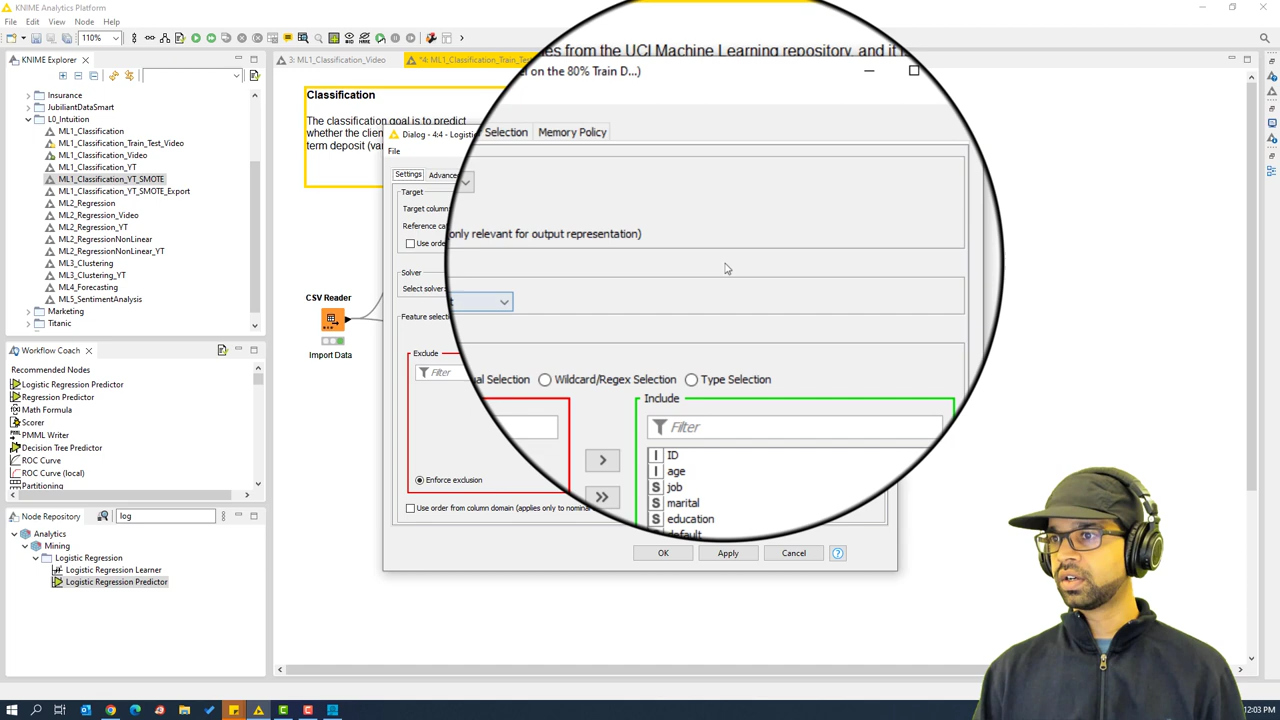 KNIME Analytics Platform
File Edit View Node Help
110%
KNIME Explorer
3: ML1_Classification_Video
*4: ML1_Classification_Train_Te
Insurance
JubiliantDataSmart
L0_Intuition
ML1_Classification
ML1_Classification_Train_Test_Video
ML1_Classification_Video
ML1_Classification_YT
ML1_Classification_YT_SMOTE
ML1_Classification_YT_SMOTE_Export
ML2_Regression
ML2_Regression_Video
ML2_Regression_YT
ML2_RegressionNonLinear
ML2_RegressionNonLinear_YT
ML3_Clustering
ML3_Clustering_YT
ML4_Forecasting
ML5_SentimentAnalysis
Marketing
Titanic
Workflow Coach
Recommended Nodes
Logistic Regression Predictor
Regression Predictor
Math Formula
Scorer
PMML Writer
Decision Tree Predictor
ROC Curve
ROC Curve (local)
Partitioning
Node Repository
log
Analytics
Mining
Logistic Regression
Logistic Regression Learner
Logistic Regression Predictor
Classification
The classification goal is to predict
whether the clien
term deposit (va
CSV Reader
Import Data
Dialog - 4:4 - Logisti
File
Settings Advance
Target
Target column
Reference ca
Use orde
Solver
Select solver
Feature selecti
Exclude
Filter
Enforce exclusion
Use order from column domain (applies only to nomina
es from the UCI Machine Learning repository, and it i
el on the 80% Train D...)
Selection Memory Policy
only relevant for output representation)
al Selection Wildcard/Regex Selection Type Selection
Include
Filter
I ID
I age
S job
S marital
S education
default
OK Apply Cancel
12:03 PM